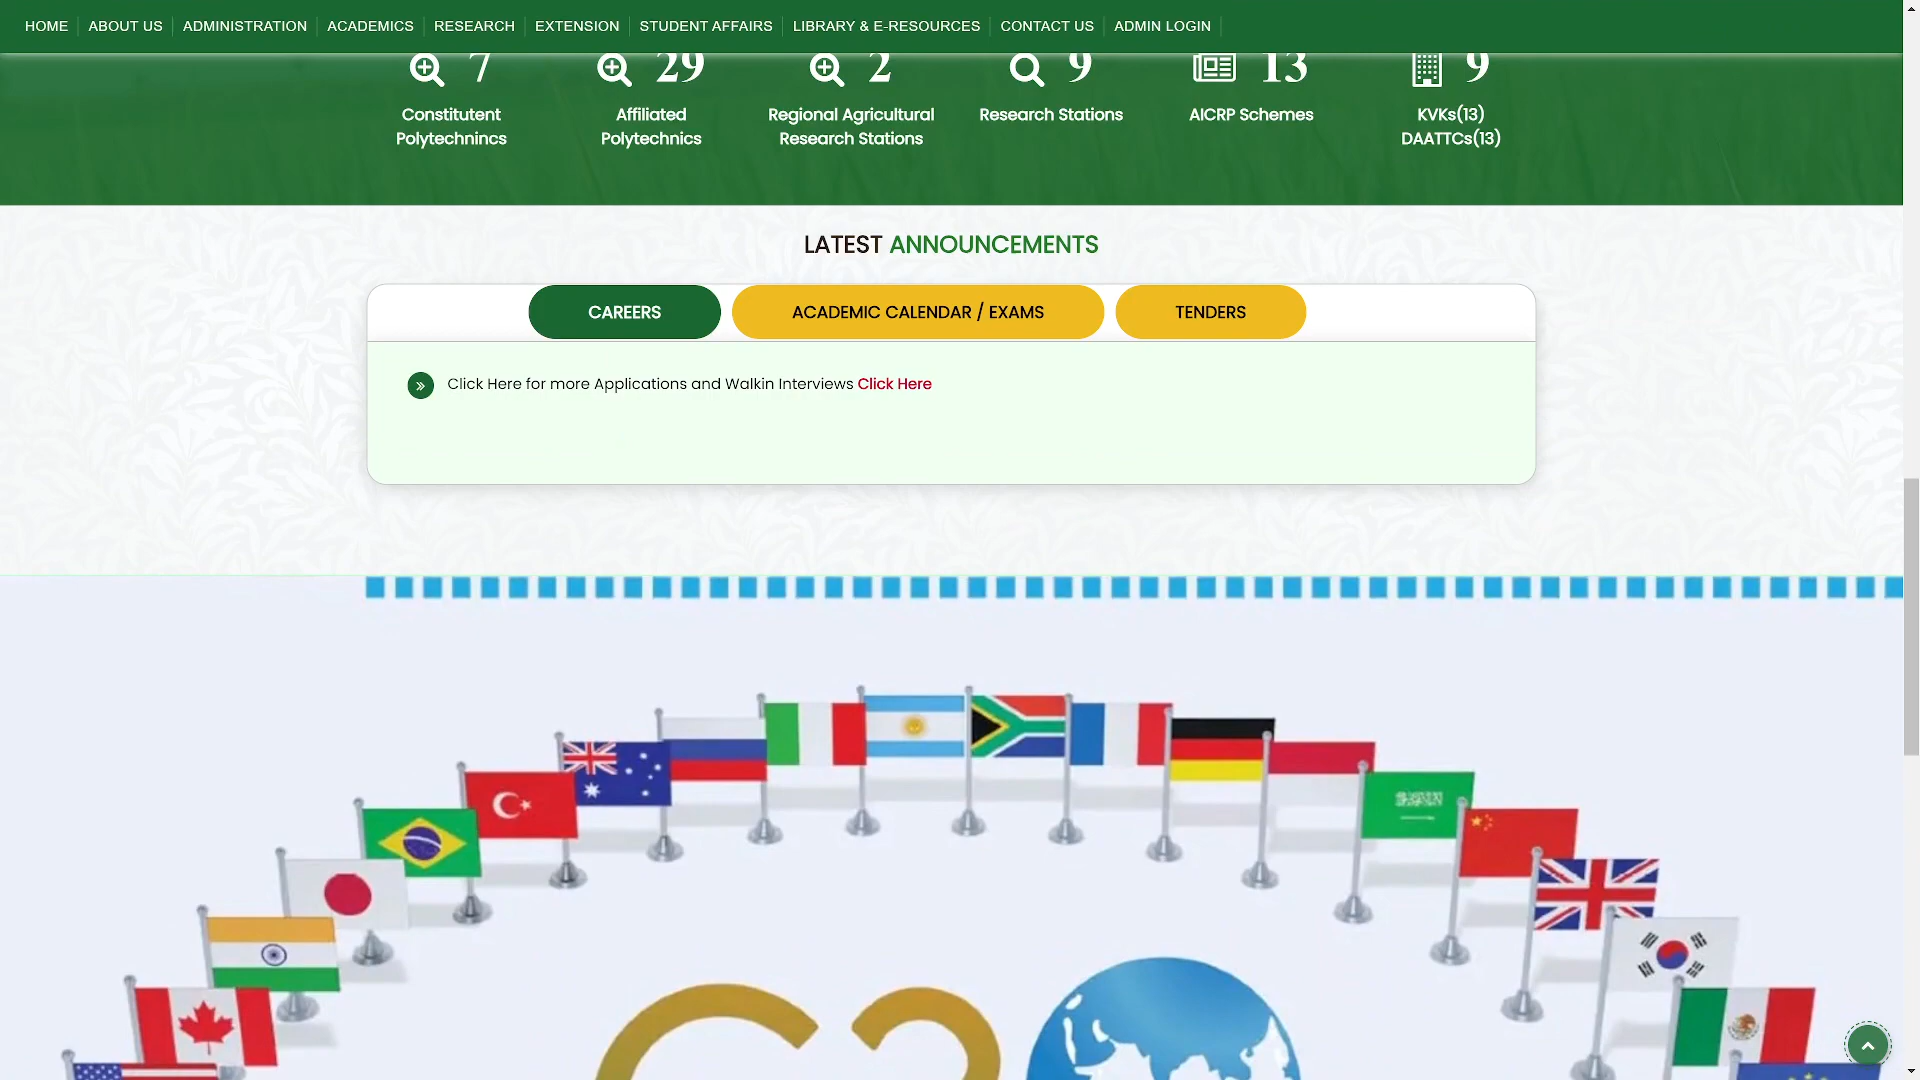 HOME ABOUT US ADMINISTRATION ACADEMICS RESEARCH EXTENSION STUDENT AFFAIRS LIBRARY & E-RESOURCES CONTACT US ADMIN LOGIN
7 29 2 9 13 9
Constitutent Affiliated Regional Agricultural Research Stations AICRP Schemes KVKs(13)
Polytechnincs Polytechnics Research Stations DAATTCs(13)
LATEST ANNOUNCEMENTS
CAREERS ACADEMIC CALENDAR / EXAMS TENDERS
Click Here for more Applications and Walkin Interviews Click Here
G2